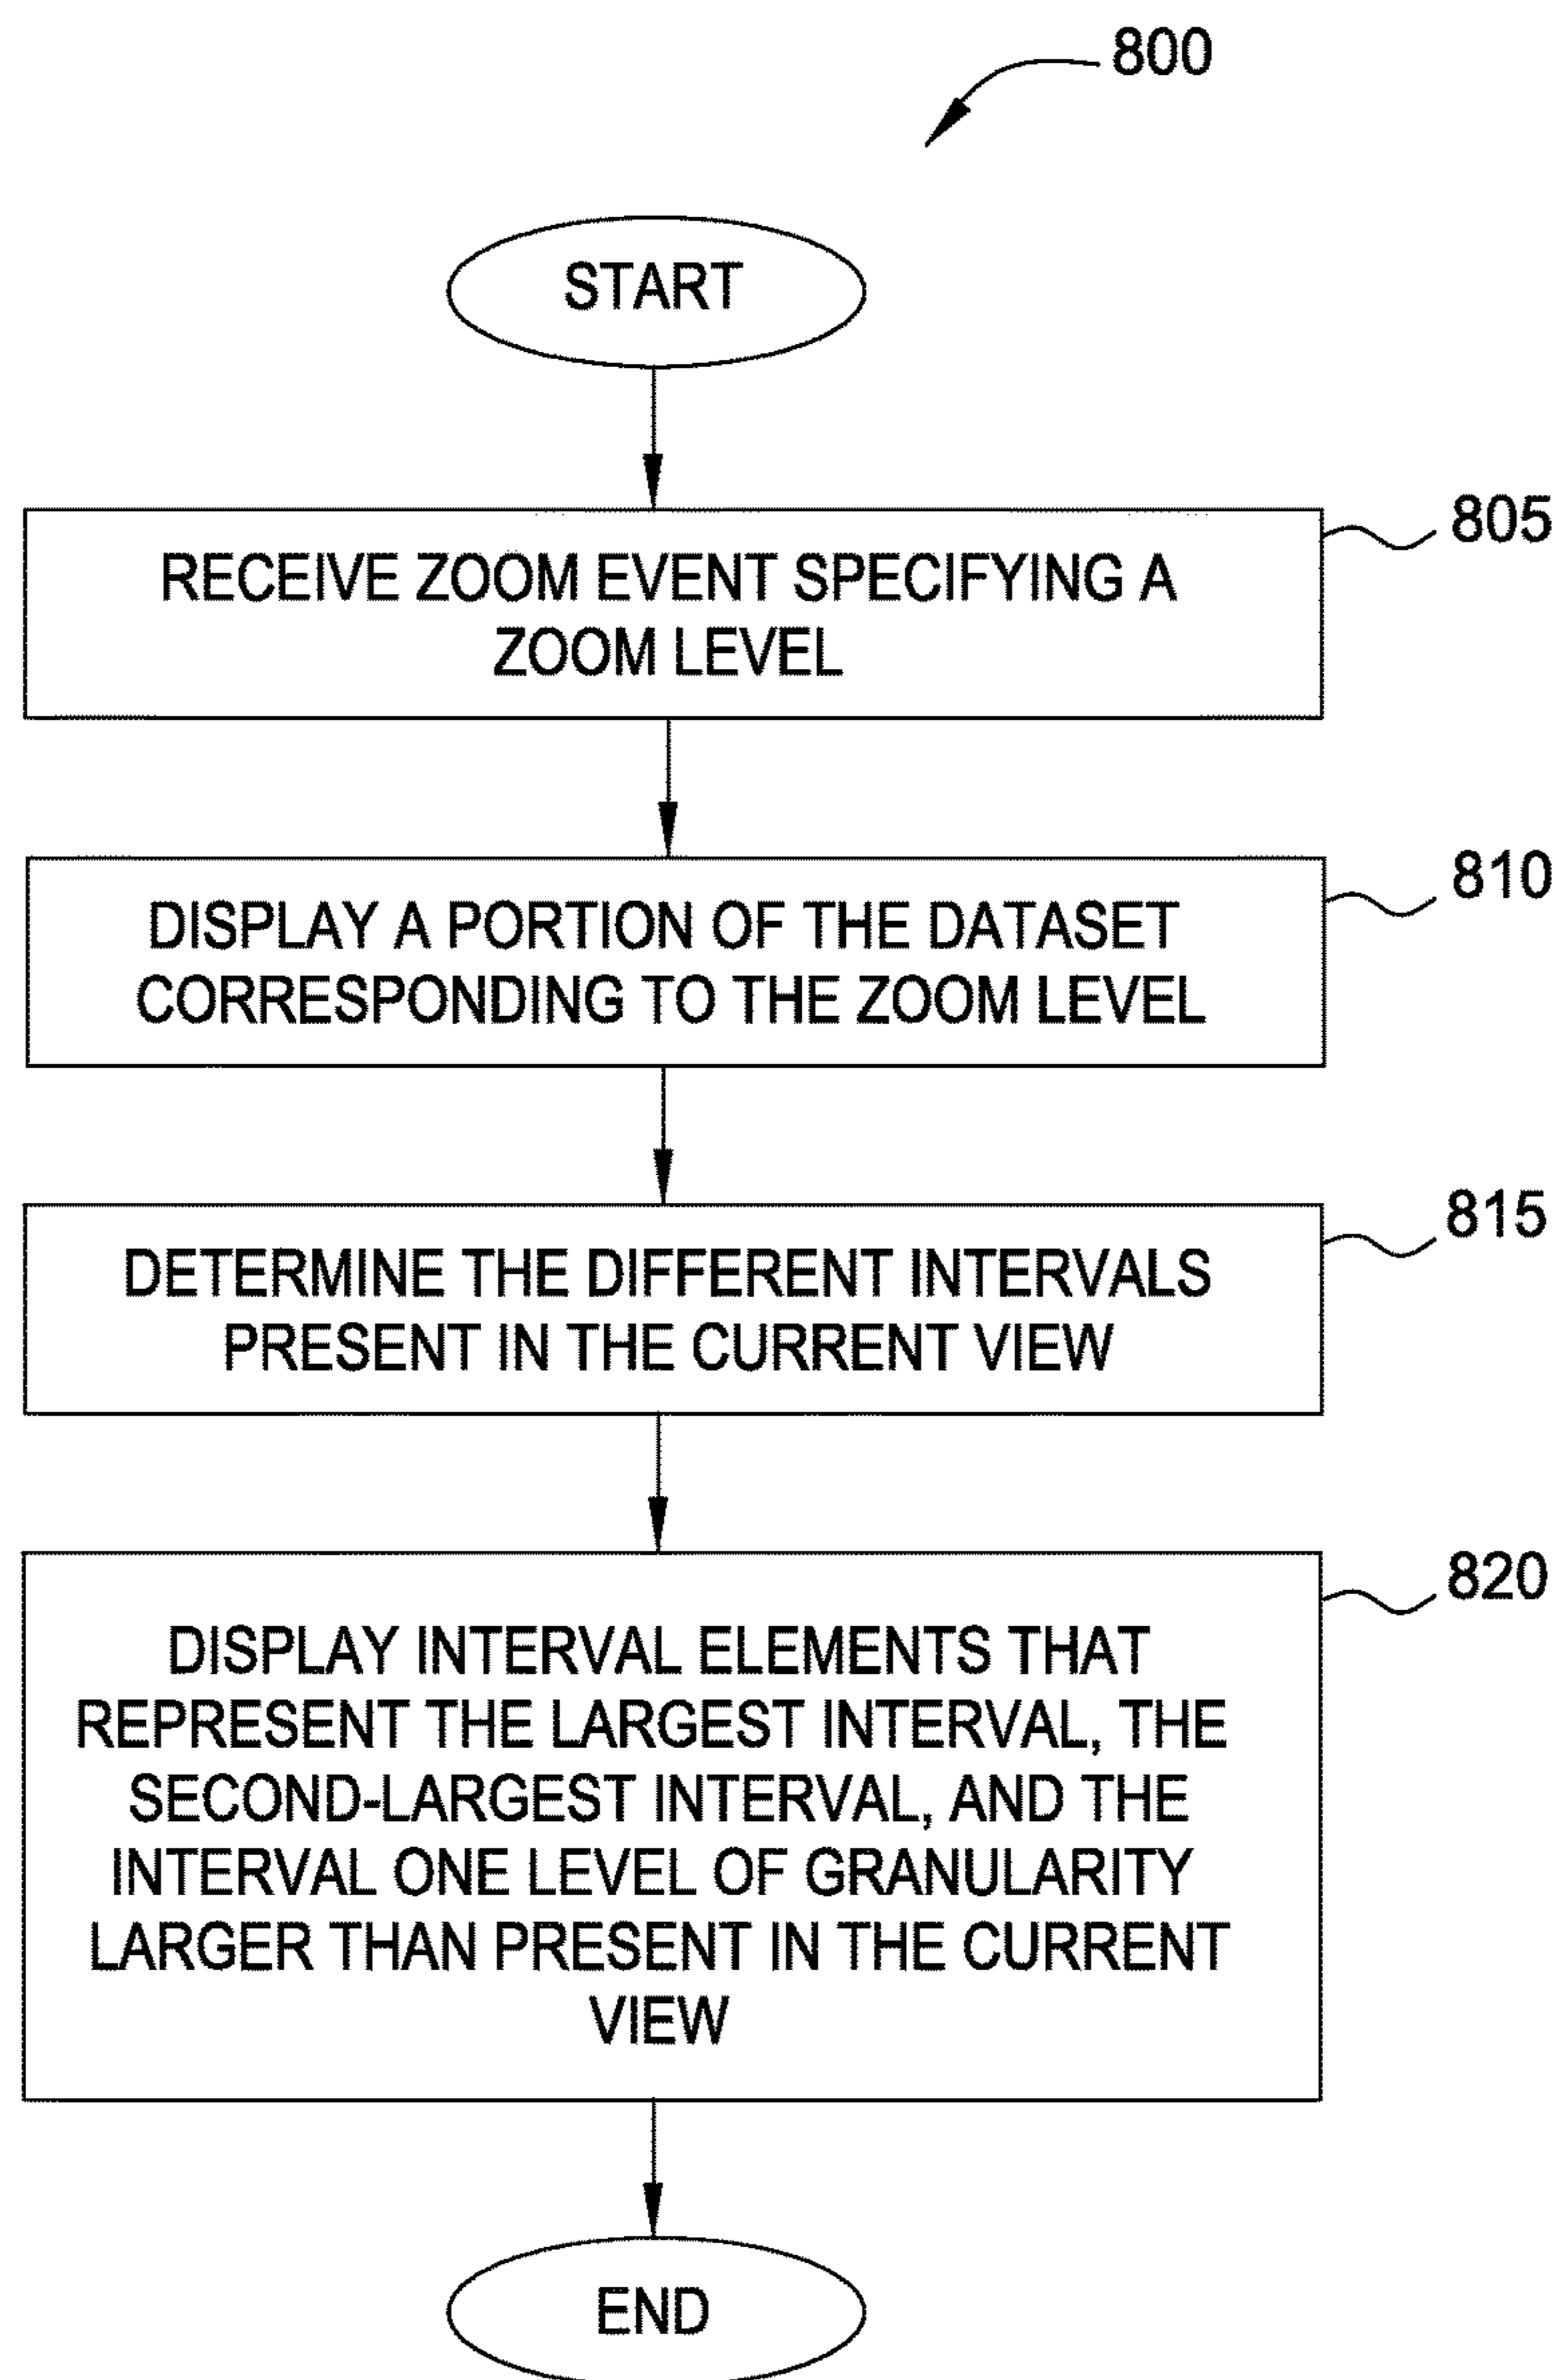 800
START
805
RECEIVE ZOOM EVENT SPECIFYING A
ZOOM LEVEL
810
DISPLAY A PORTION OF THE DATASET
CORRESPONDING TO THE ZOOM LEVEL
815
DETERMINE THE DIFFERENT INTERVALS
PRESENT IN THE CURRENT VIEW
820
DISPLAY INTERVAL ELEMENTS THAT
REPRESENT THE LARGEST INTERVAL, THE
SECOND-LARGEST INTERVAL, AND THE
INTERVAL ONE LEVEL OF GRANULARITY
LARGER THAN PRESENT IN THE CURRENT
VIEW
END